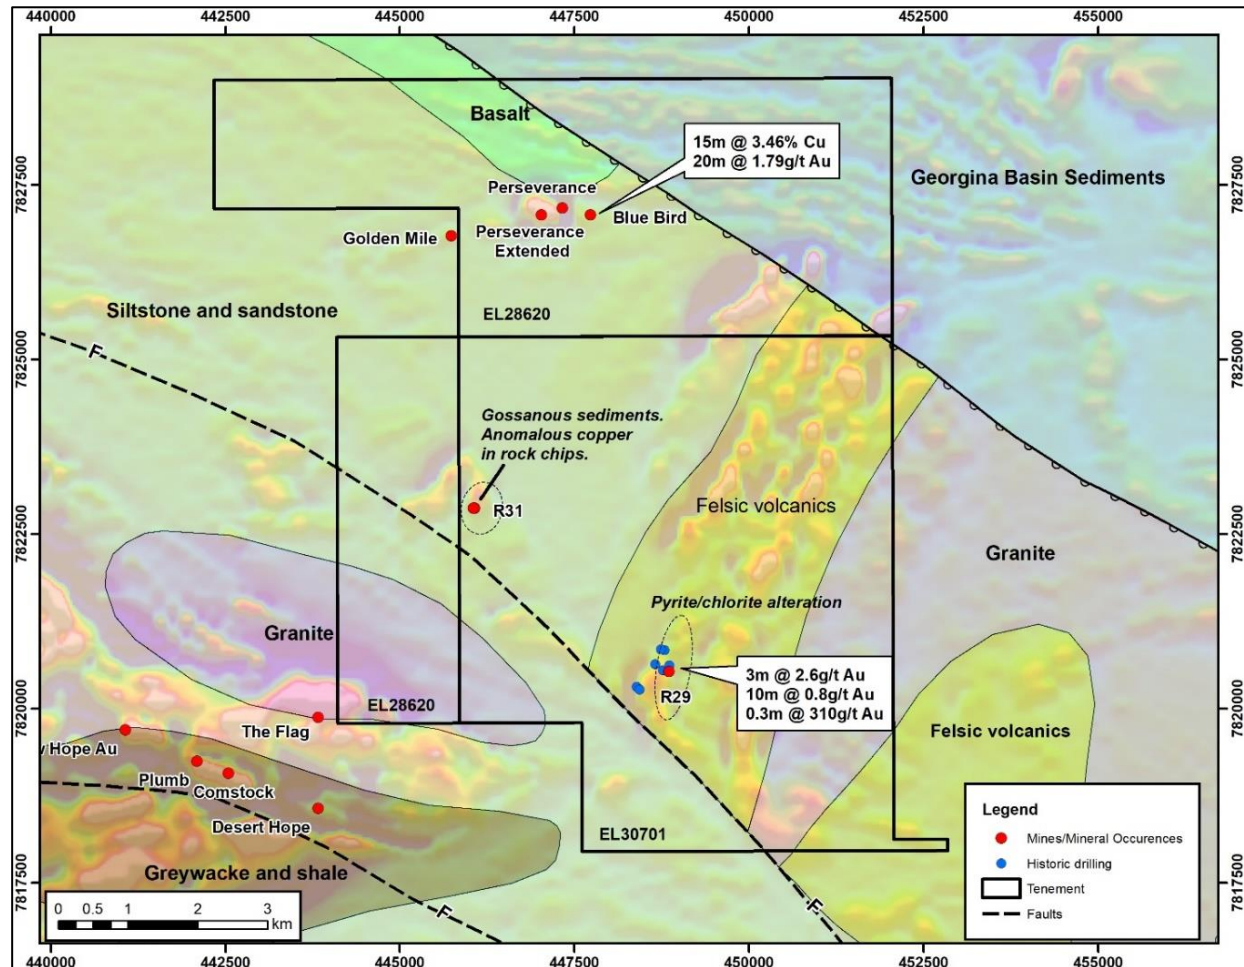 440000
442500
445000
447500
450000
452500
455000
7827500
7827500
Basalt
15m @ 3.46% Cu
20m @ 1.79g/t Au
Georgina Basin Sediments
Perseverance
Blue Bird
Perseverance
Extended
Golden Mile
Siltstone and sandstone
EL28620
7825000
7825000
F
Gossanous sediments.
Anomalous copper
in rock chips.
R31
Felsic volcanics
7822500
7822500
Granite
Pyrite/chlorite alteration
Granite
3m @ 2.6g/t Au
10m @ 0.8g/t Au
0.3m @ 310g/t Au
R29
EL28620
7820000
7820000
The Flag
w Hope Au
Felsic volcanics
Plumb
Comstock
Desert Hope
EL30701
Greywacke and shale
7817500
7817500
F
F
Legend
Mines/Mineral Occurences
Historic drilling
Tenement
Faults
0 0.5 1 2 3
km
440000
442500
445000
447500
450000
452500
455000